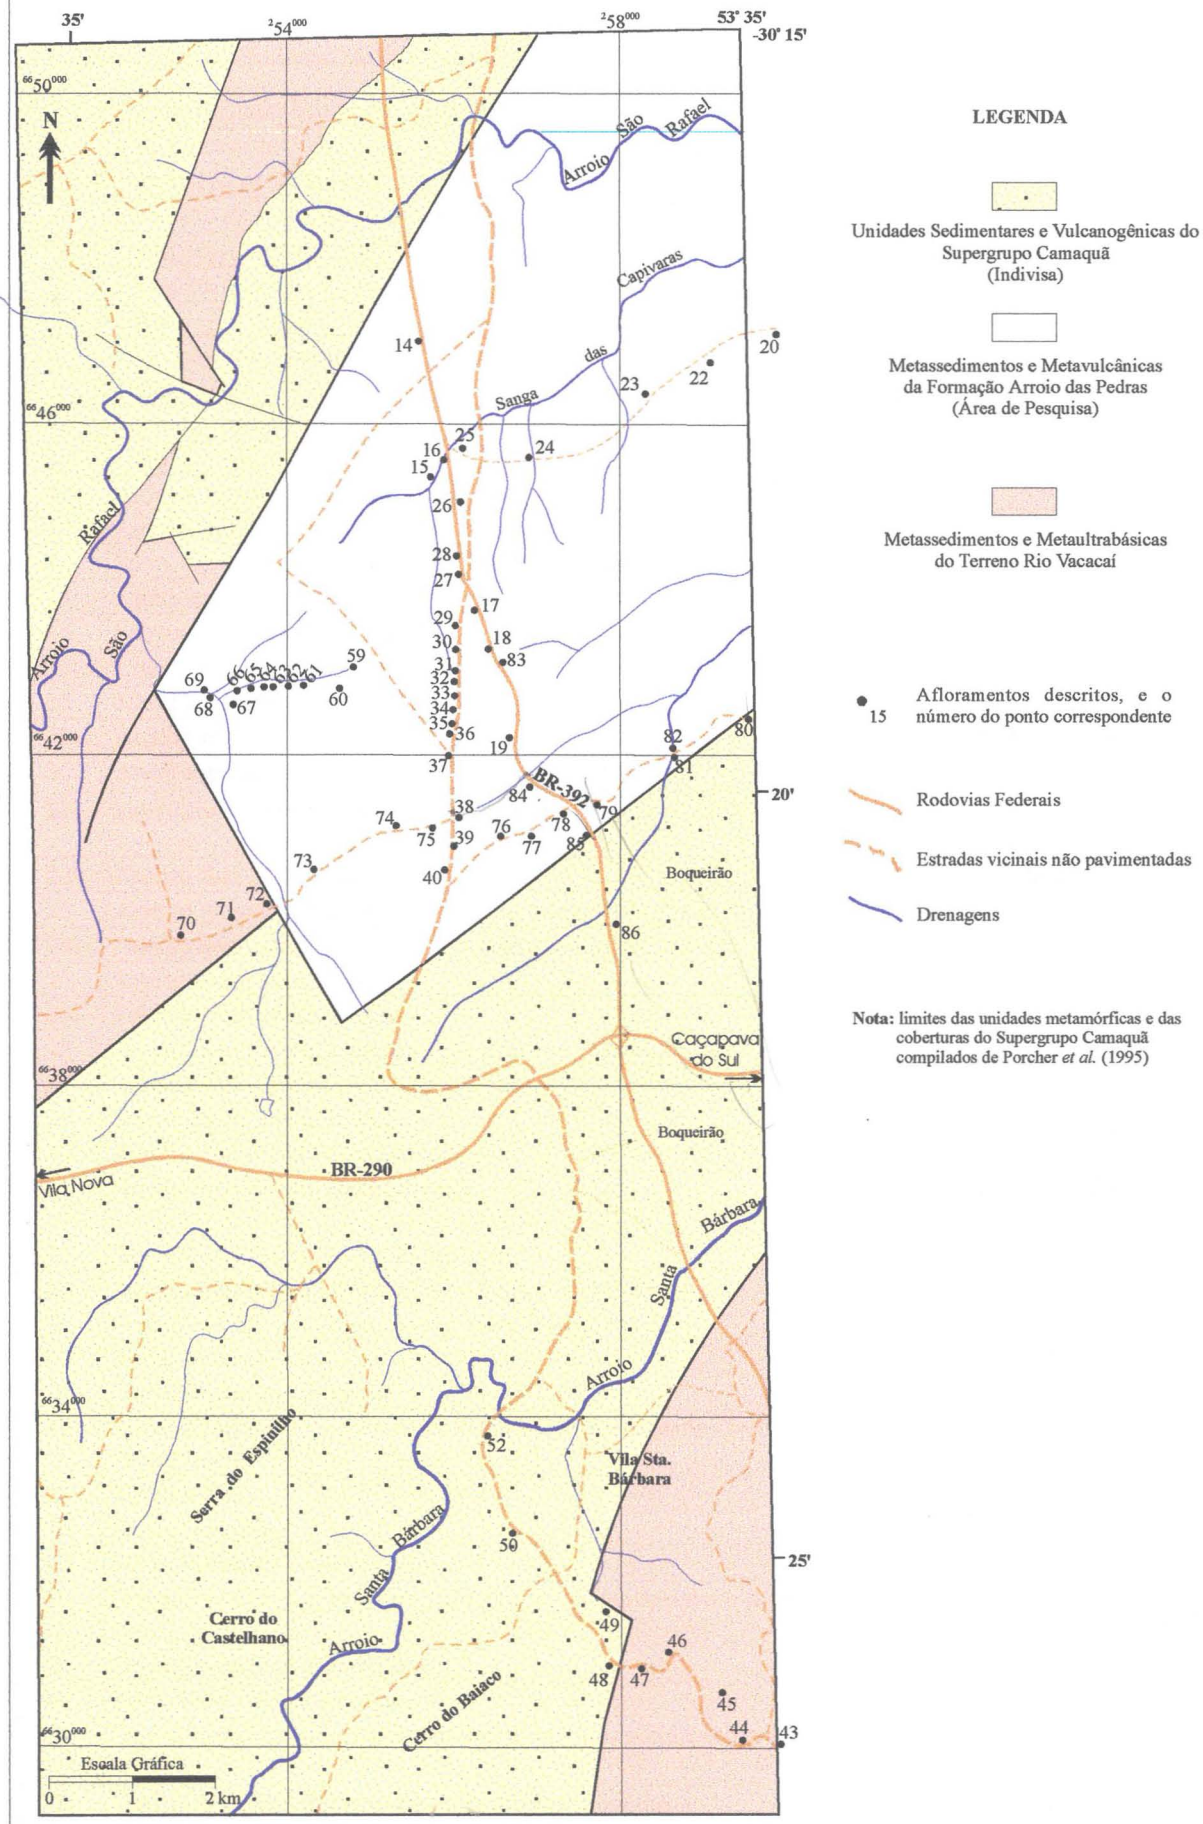 35'
²54⁰⁰⁰
²58⁰⁰⁰
53° 35'
-30° 15'
⁶⁶50⁰⁰⁰
N
São
Rafael
Arroio
Capivaras
das
Sanga
14
20
22
23
⁶⁶46⁰⁰⁰
25
24
16
15
26
Rafael
28
27
17
29
18
30
83
São
Arroio
31
59
32
69
66
65
64
63
62
61
33
68
67
60
34
35
36
19
82
80
⁶⁶42⁰⁰⁰
37
81
BR-392
84
20'
79
38
74
78
75
76
77
85
39
73
40
Boqueirão
72
71
70
86
Caçapava
do Sul
⁶⁶38⁰⁰⁰
Boqueirão
BR-290
Vila Nova
Bárbara
Santa
Arroio
⁶⁶34⁰⁰⁰
52
Serra do Espinilho
Vila Sta.
Bárbara
Bárbara
50
25'
Santa
Cerro do
Castelhano
49
Arroio
46
48
47
Cerro do Baiaco
45
44
43
⁶⁶30⁰⁰⁰
Escala Gráfica
0 1 2 km
LEGENDA
Unidades Sedimentares e Vulcanogênicas do
Supergrupo Camaquã
(Indivisa)
Metassedimentos e Metavulcânicas
da Formação Arroio das Pedras
(Área de Pesquisa)
Metassedimentos e Metaultrabásicas
do Terreno Rio Vacacaí
15
Afloramentos descritos, e o
número do ponto correspondente
Rodovias Federais
Estradas vicinais não pavimentadas
Drenagens
Nota: limites das unidades metamórficas e das
coberturas do Supergrupo Camaquã
compilados de Porcher et al. (1995)